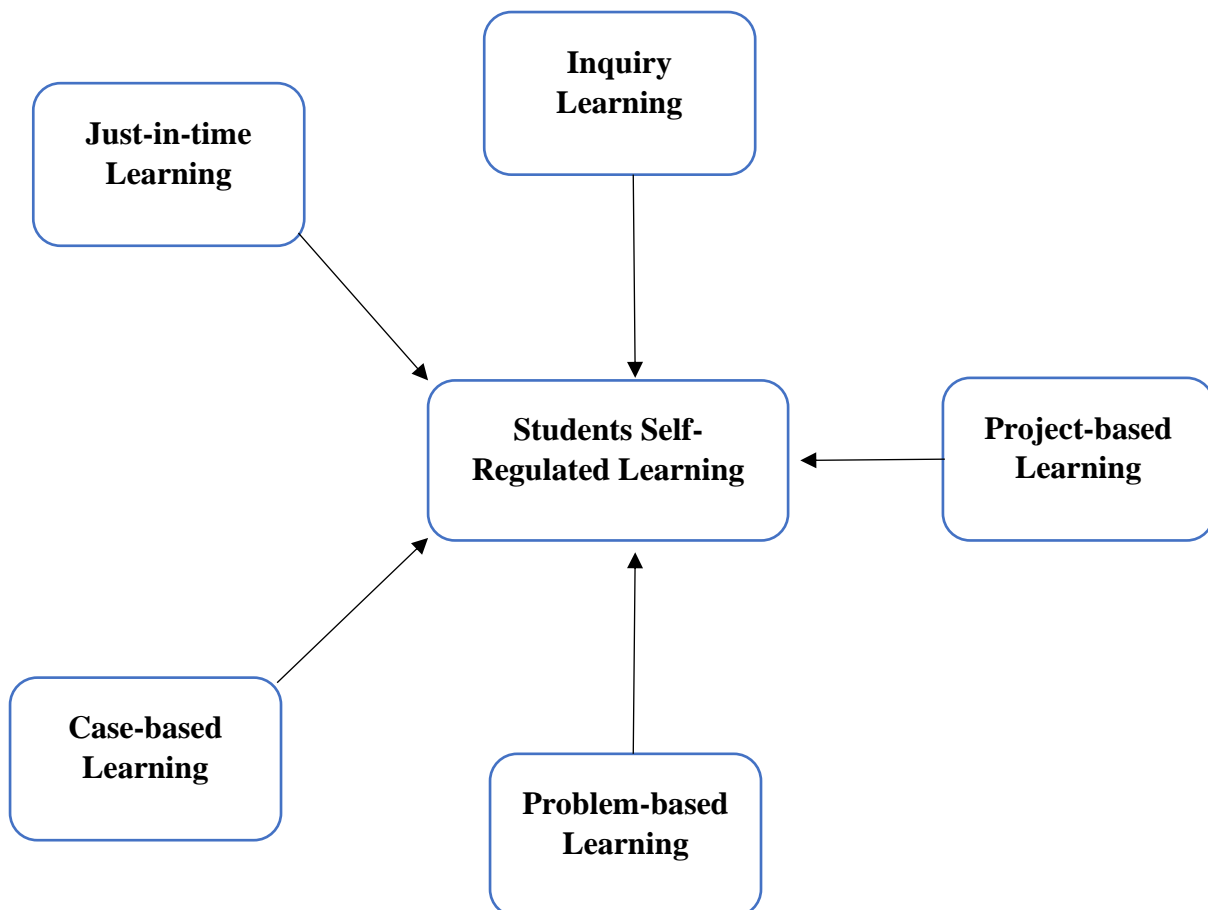 Inquiry
Learning
Just-in-time
Learning
Students Self-
Regulated Learning
Project-based
Learning
Case-based
Learning
Problem-based
Learning